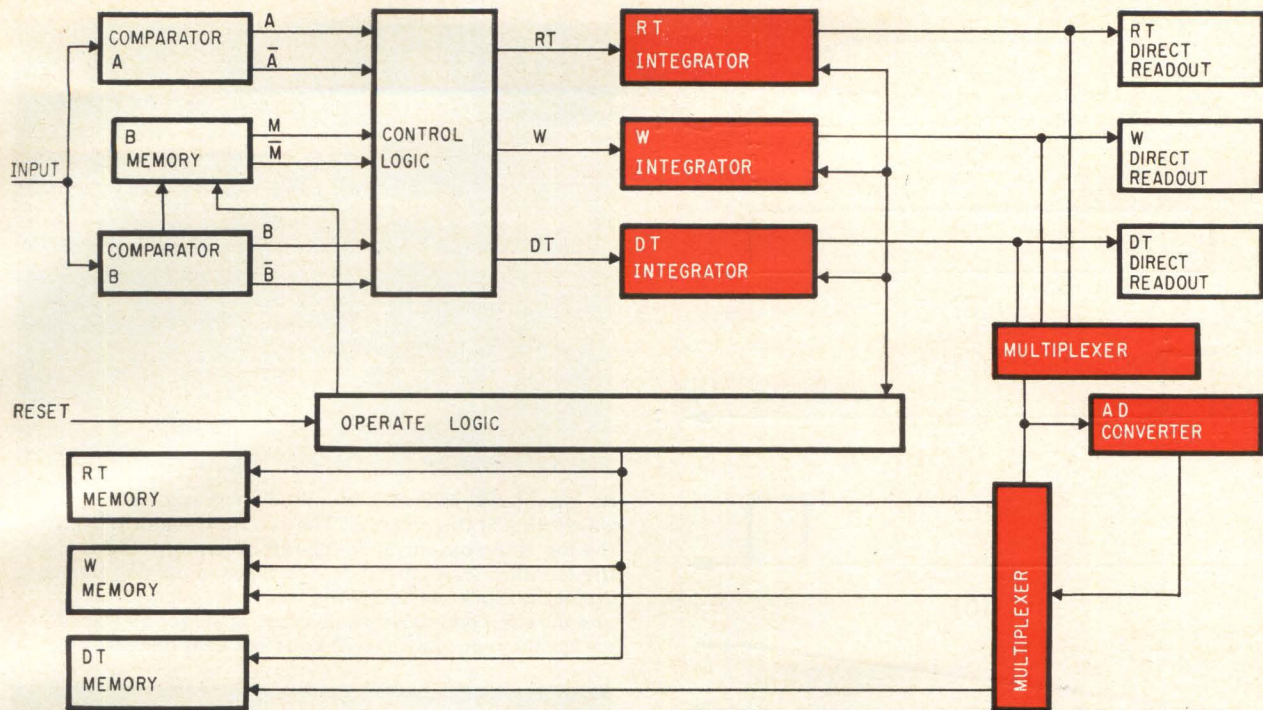 COMPARATOR
A
A
A̅
B
MEMORY
M
M̅
INPUT
COMPARATOR
B
B
B̅
CONTROL
LOGIC
RT
W
DT
RT
INTEGRATOR
W
INTEGRATOR
DT
INTEGRATOR
RT
DIRECT
READOUT
W
DIRECT
READOUT
DT
DIRECT
READOUT
MULTIPLEXER
AD
CONVERTER
RESET
OPERATE LOGIC
RT
MEMORY
W
MEMORY
DT
MEMORY
MULTIPLEXER